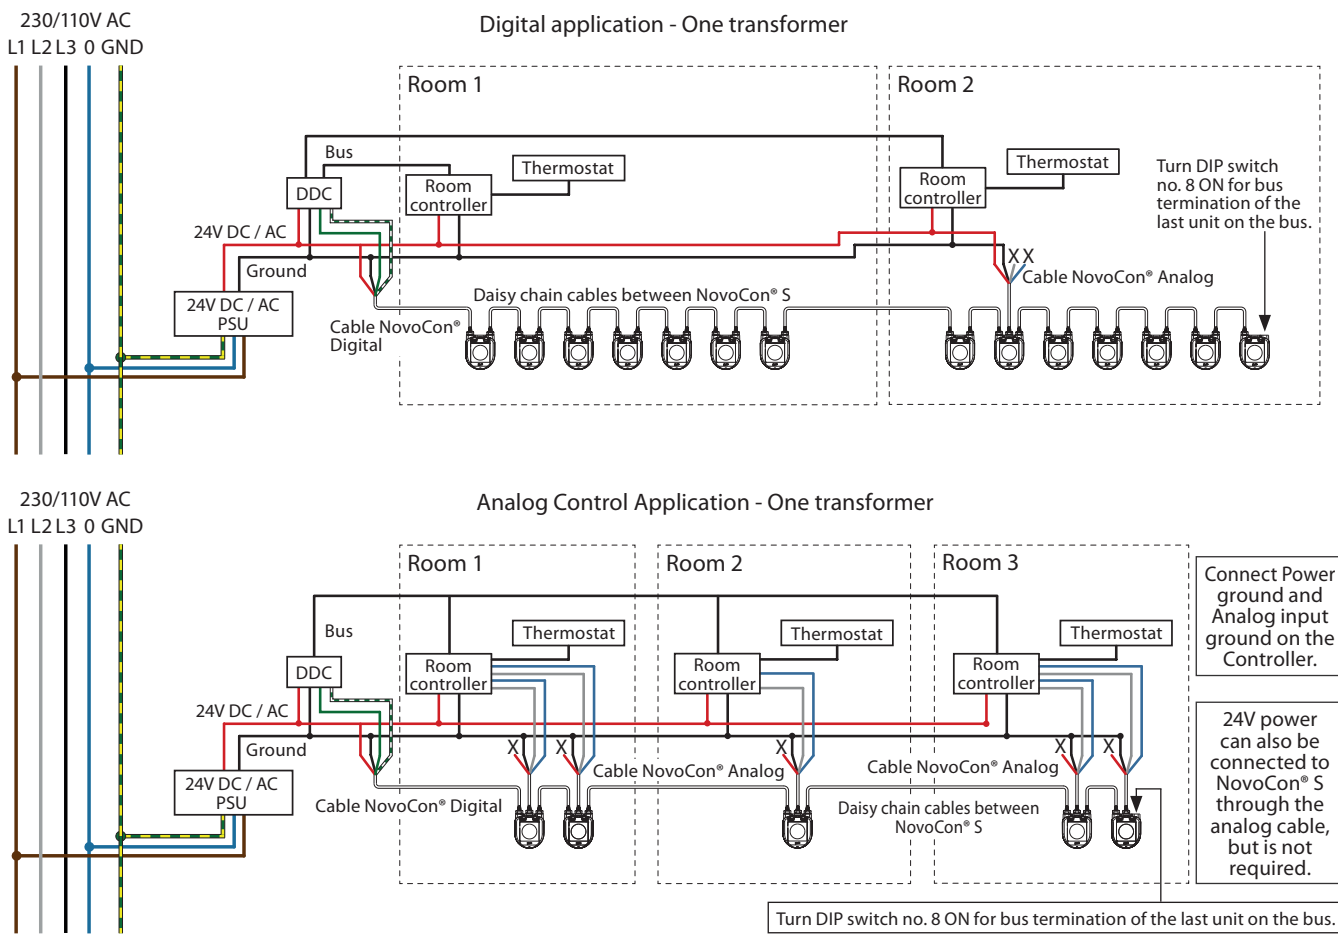 230/110V AC
L1 L2 L3 0 GND
Digital application - One transformer
Room 1
Room 2
Bus
Thermostat
Thermostat
DDC
Room
controller
Room
controller
Turn DIP switch
no. 8 ON for bus
termination of the
last unit on the bus.
24V DC / AC
Ground
X X X
Cable NovoCon® Analog
24V DC / AC
PSU
Daisy chain cables between NovoCon® S
Cable NovoCon®
Digital
230/110V AC
L1 L2 L3 0 GND
Analog Control Application - One transformer
Room 1
Room 2
Room 3
Connect Power
ground and
Analog input
ground on the
Controller.
Bus
Thermostat
Thermostat
Thermostat
DDC
Room
controller
Room
controller
Room
controller
24V DC / AC
Ground
X
X
X
X
X
24V power
can also be
connected to
NovoCon® S
through the
analog cable,
but is not
required.
24V DC / AC
PSU
Cable NovoCon® Analog
Cable NovoCon® Analog
Cable NovoCon® Digital
Daisy chain cables between
NovoCon® S
Turn DIP switch no. 8 ON for bus termination of the last unit on the bus.